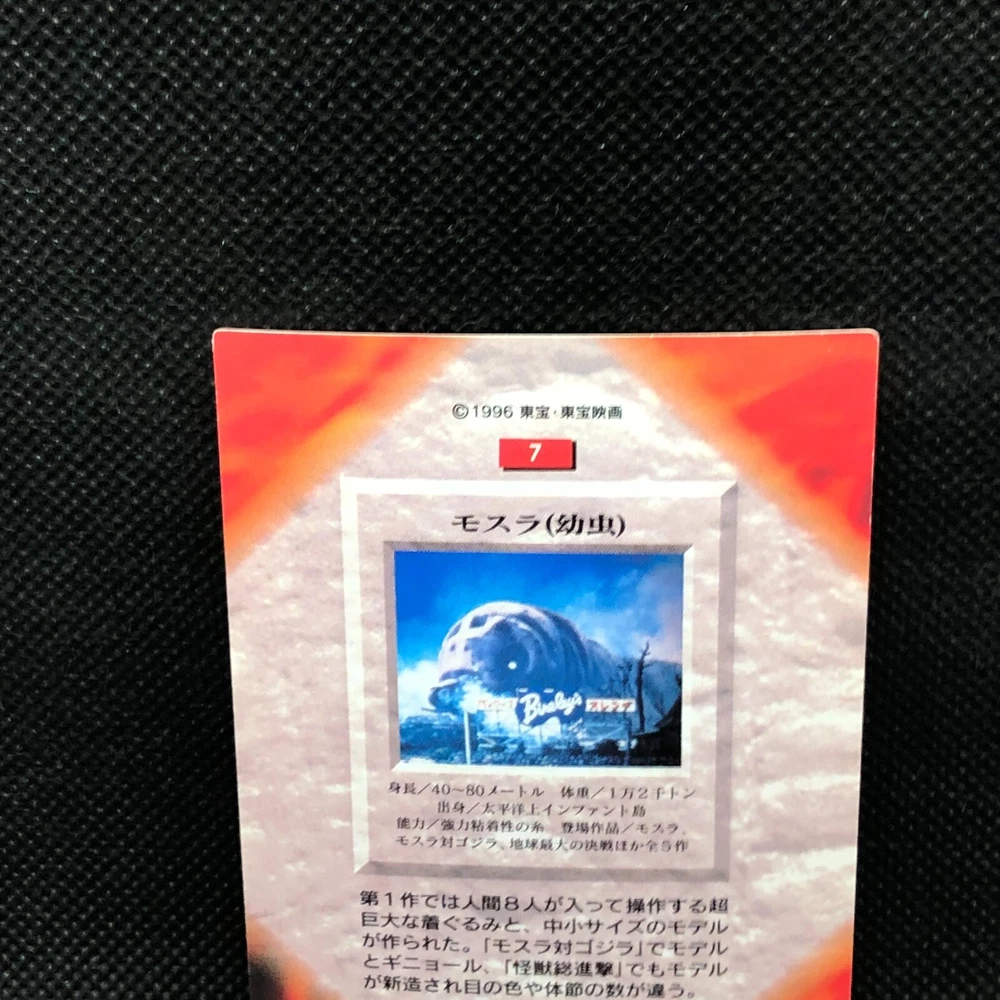 ©1996 東宝・東宝映画
7
モスラ(幼虫)
Bireley's
身長／40〜80メートル 体重／1万2千トン
出身／太平洋上インファント島
能力／強力粘着性の糸 登場作品／モスラ、
モスラ対ゴジラ、地球最大の決戦ほか全5作
第1作では人間8人が入って操作する超
巨大な着ぐるみと、中小サイズのモデル
が作られた。「モスラ対ゴジラ」でモデル
とギニョール、「怪獣総進撃」でもモデル
が新造され目の色や体節の数が違う。